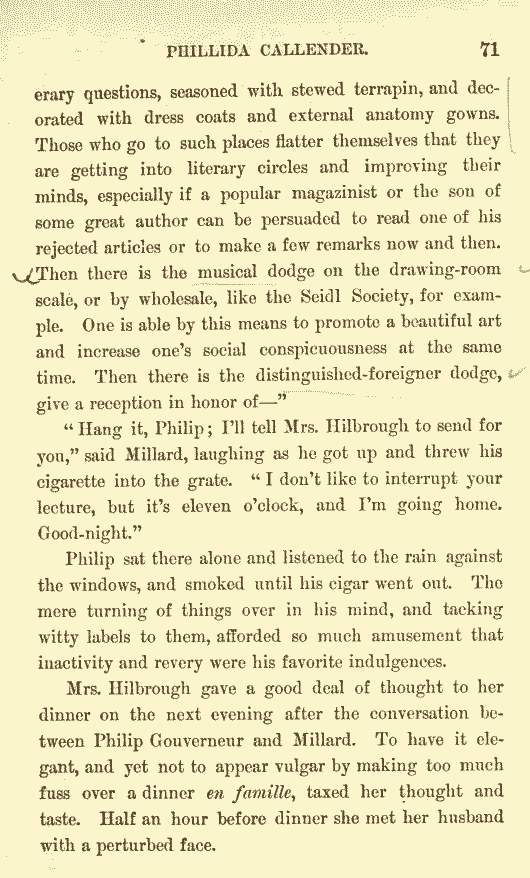 PHILLIDA CALLENDER. 71
erary questions, seasoned with stewed terrapin, and dec-
orated with dress coats and external anatomy gowns.
Those who go to such places flatter themselves that they
are getting into literary circles and improving their
minds, especially if a popular magazinist or the son of
some great author can be persuaded to read one of his
rejected articles or to make a few remarks now and then.
Then there is the musical dodge on the drawing-room
scale, or by wholesale, like the Seidl Society, for exam-
ple. One is able by this means to promote a beautiful art
and increase one's social conspicuousness at the same
time. Then there is the distinguished-foreigner dodge,
give a reception in honor of—"
"Hang it, Philip; I'll tell Mrs. Hilbrough to send for
you," said Millard, laughing as he got up and threw his
cigarette into the grate. "I don't like to interrupt your
lecture, but it's eleven o'clock, and I'm going home.
Good-night."
Philip sat there alone and listened to the rain against
the windows, and smoked until his cigar went out. The
mere turning of things over in his mind, and tacking
witty labels to them, afforded so much amusement that
inactivity and revery were his favorite indulgences.
Mrs. Hilbrough gave a good deal of thought to her
dinner on the next evening after the conversation be-
tween Philip Gouverneur and Millard. To have it ele-
gant, and yet not to appear vulgar by making too much
fuss over a dinner en famille, taxed her thought and
taste. Half an hour before dinner she met her husband
with a perturbed face.